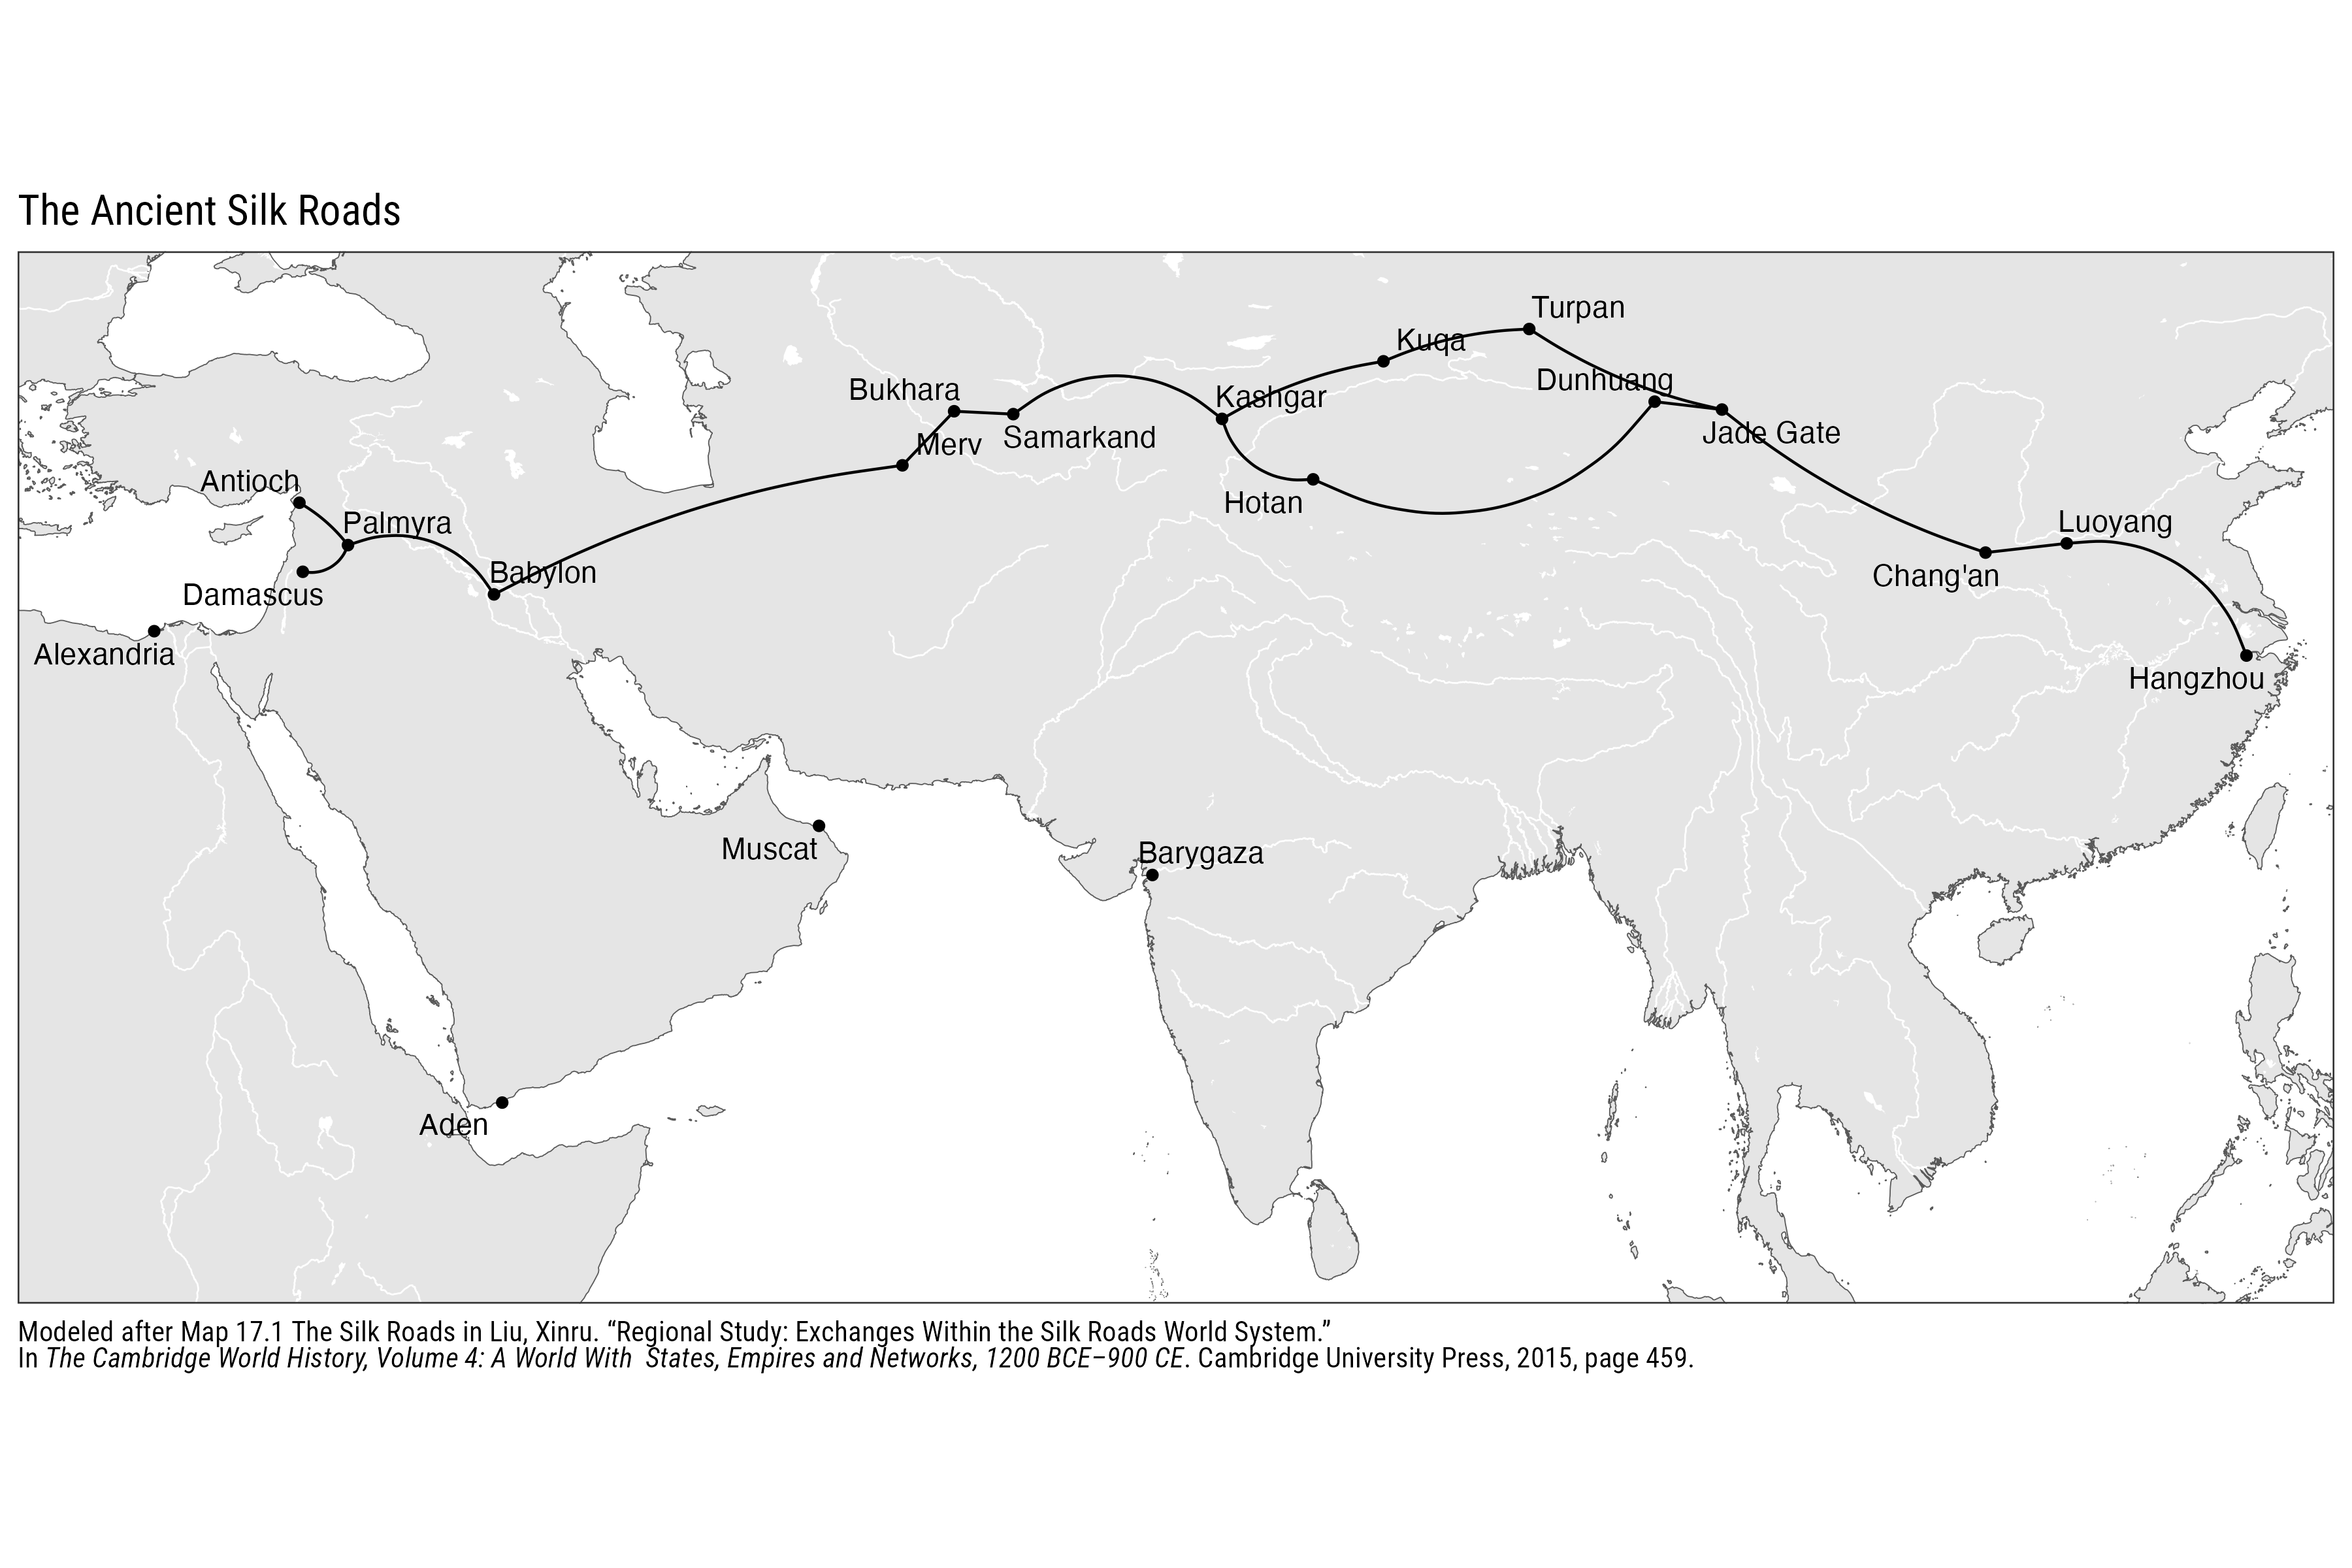 The Ancient Silk Roads
Turpan
Kuqa
Dunhuang
Bukhara
Kashgar
Merv
Samarkand
Jade Gate
Antioch
Hotan
Palmyra
Luoyang
Babylon
Chang'an
Damascus
Alexandria
Hangzhou
Muscat
Barygaza
Aden
Modeled after Map 17.1 The Silk Roads in Liu, Xinru. “Regional Study: Exchanges Within the Silk Roads World System.”
In The Cambridge World History, Volume 4: A World With  States, Empires and Networks, 1200 BCE–900 CE. Cambridge University Press, 2015, page 459.